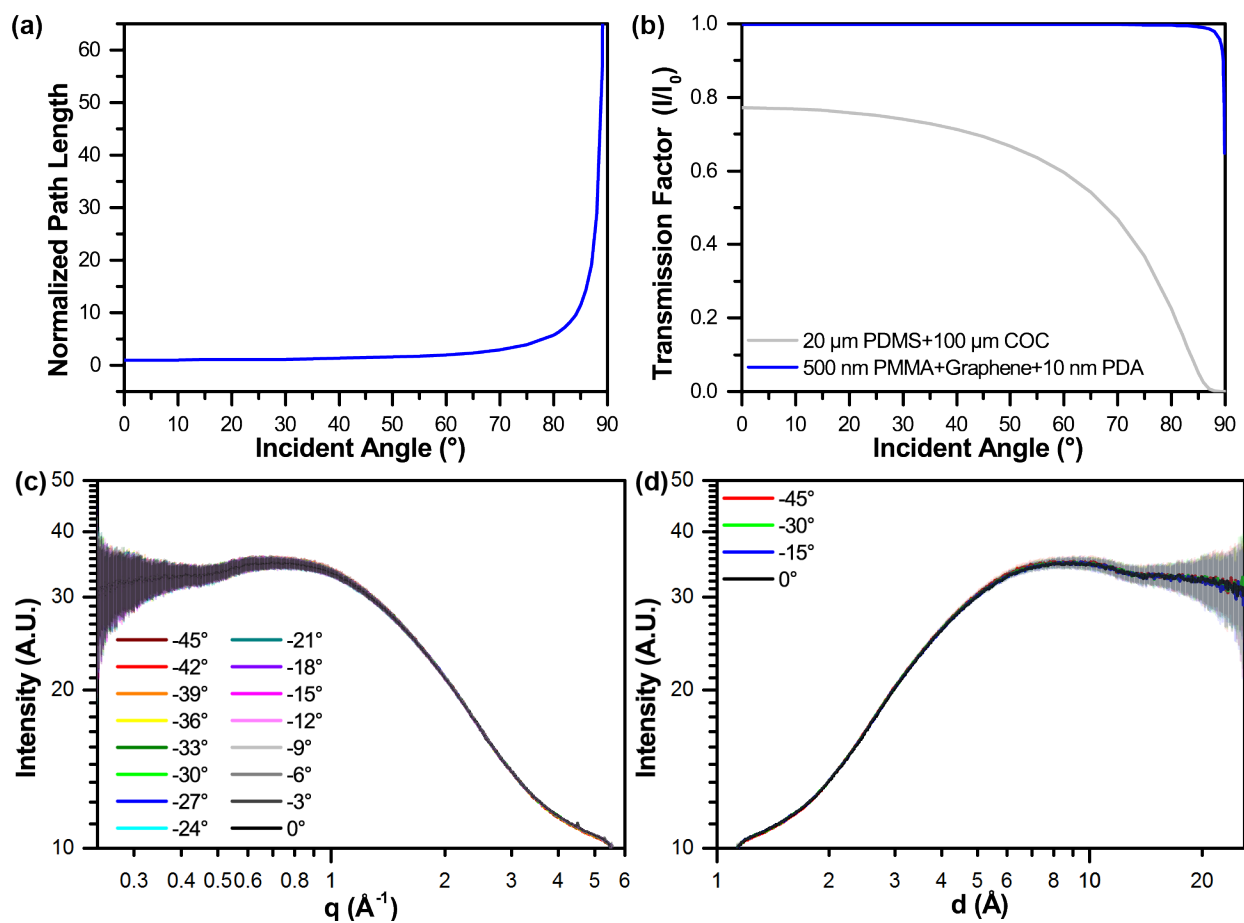 (a)
60
50
40
30
20
10
0
Normalized Path Length
0 10 20 30 40 50 60 70 80 90
Incident Angle (°)
(b)
1.0
0.8
0.6
0.4
0.2
0.0
Transmission Factor (I/I0)
20 µm PDMS+100 µm COC
500 nm PMMA+Graphene+10 nm PDA
0 10 20 30 40 50 60 70 80 90
Incident Angle (°)
(c)
50
40
30
20
10
Intensity (A.U.)
-45° -21°
-42° -18°
-39° -15°
-36° -12°
-33° -9°
-30° -6°
-27° -3°
-24° 0°
0.3 0.4 0.5 0.6 0.8 1 2 3 4 5 6
q (Å-1)
(d)
50
40
30
20
10
Intensity (A.U.)
-45°
-30°
-15°
0°
1 2 3 4 5 6 8 10 20
d (Å)